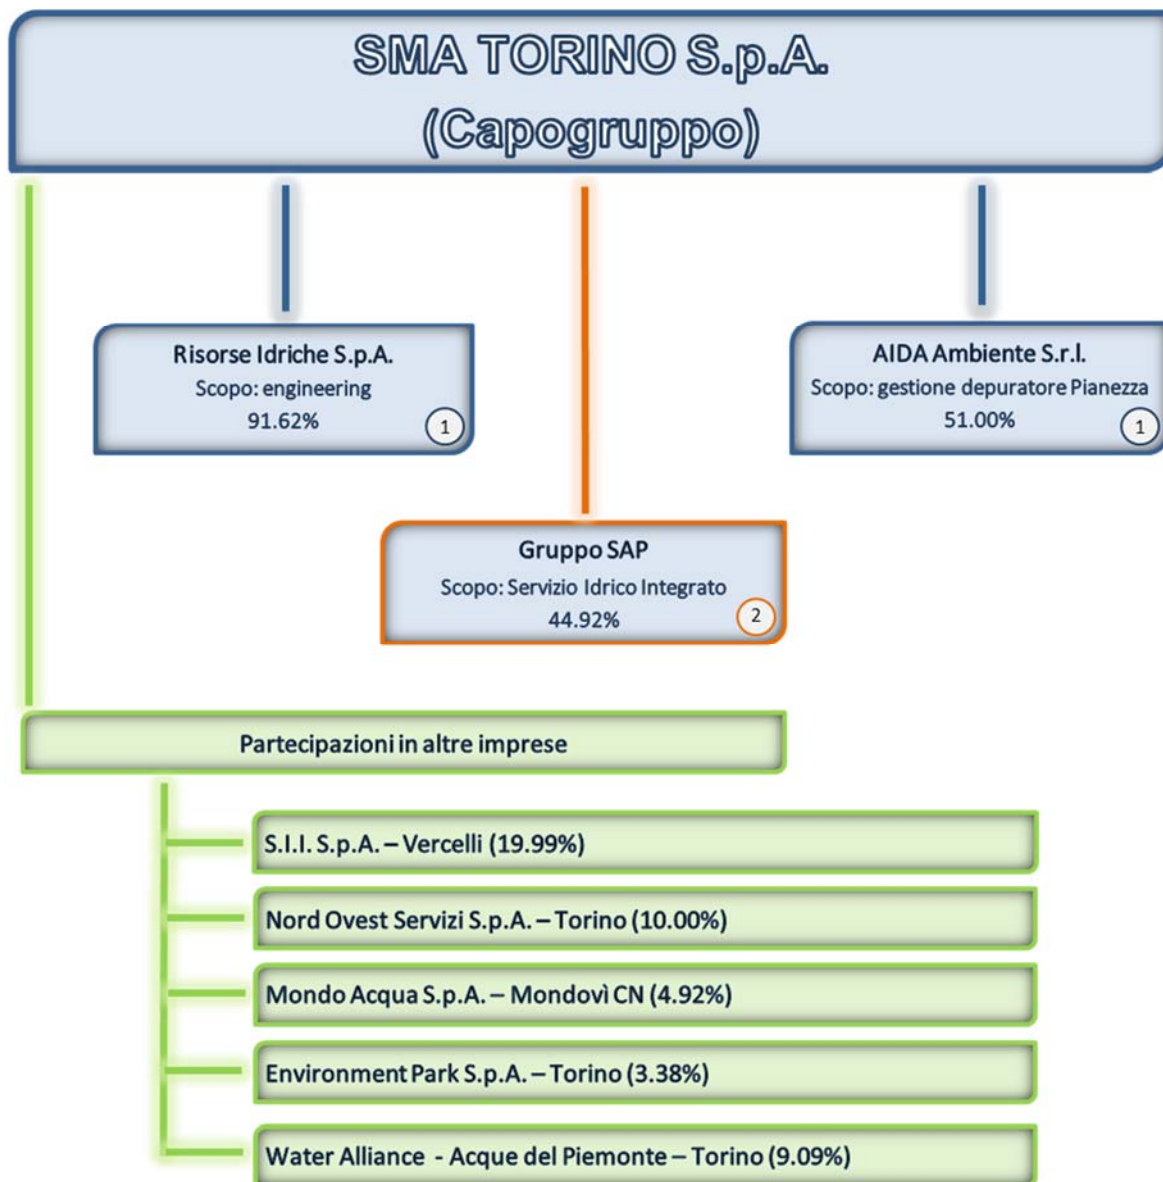 SMA TORINO S.p.A.
(Capogruppo)
Risorse Idriche S.p.A.
Scopo: engineering
91.62%
1
AIDA Ambiente S.r.l.
Scopo: gestione depuratore Pianezza
51.00%
1
Gruppo SAP
Scopo: Servizio Idrico Integrato
44.92%
2
Partecipazioni in altre imprese
S.I.I. S.p.A. – Vercelli (19.99%)
Nord Ovest Servizi S.p.A. – Torino (10.00%)
Mondo Acqua S.p.A. – Mondovì CN (4.92%)
Environment Park S.p.A. – Torino (3.38%)
Water Alliance - Acque del Piemonte – Torino (9.09%)